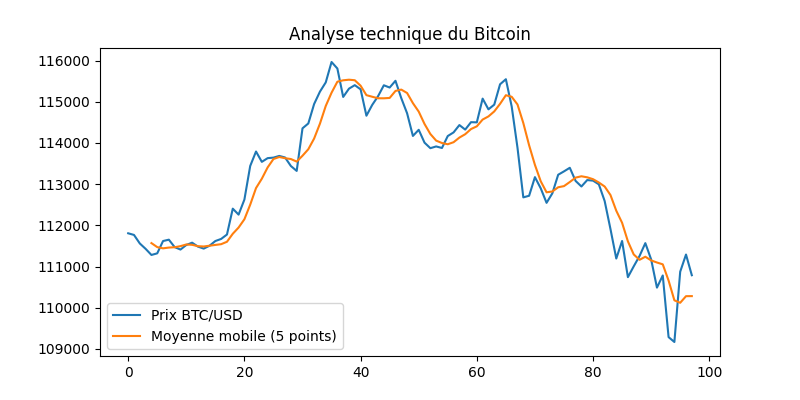 Analyse technique du Bitcoin
116000
115000
114000
113000
112000
111000
110000
109000
Prix BTC/USD
Moyenne mobile (5 points)
0 20 40 60 80 100